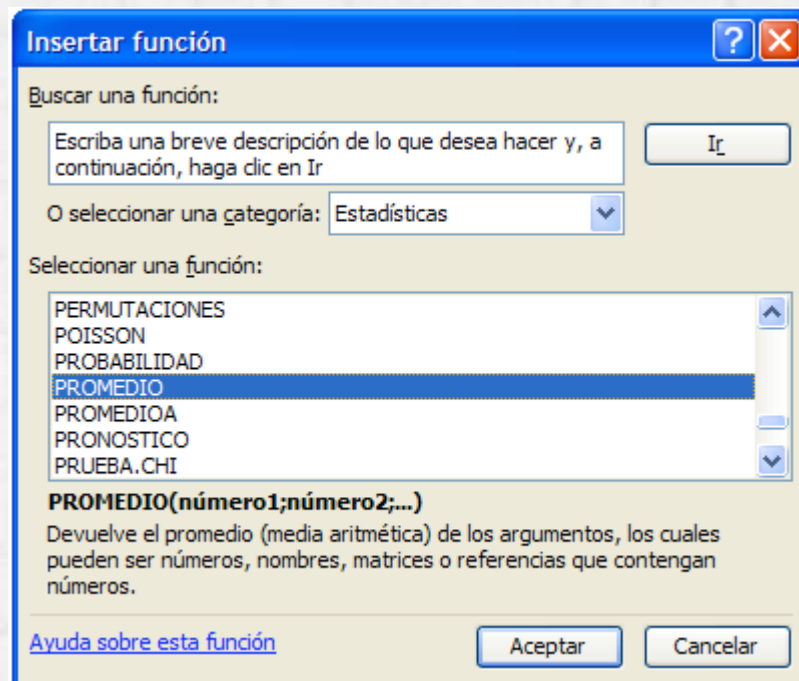 Insertar función
Buscar una función:
Escriba una breve descripción de lo que desea hacer y, a
continuación, haga clic en Ir
Ir
O seleccionar una categoría: Estadísticas
Seleccionar una función:
PERMUTACIONES
POISSON
PROBABILIDAD
PROMEDIO
PROMEDIOA
PRONOSTICO
PRUEBA.CHI
PROMEDIO(número1;número2;...)
Devuelve el promedio (media aritmética) de los argumentos, los cuales
pueden ser números, nombres, matrices o referencias que contengan
números.
Ayuda sobre esta función
Aceptar
Cancelar